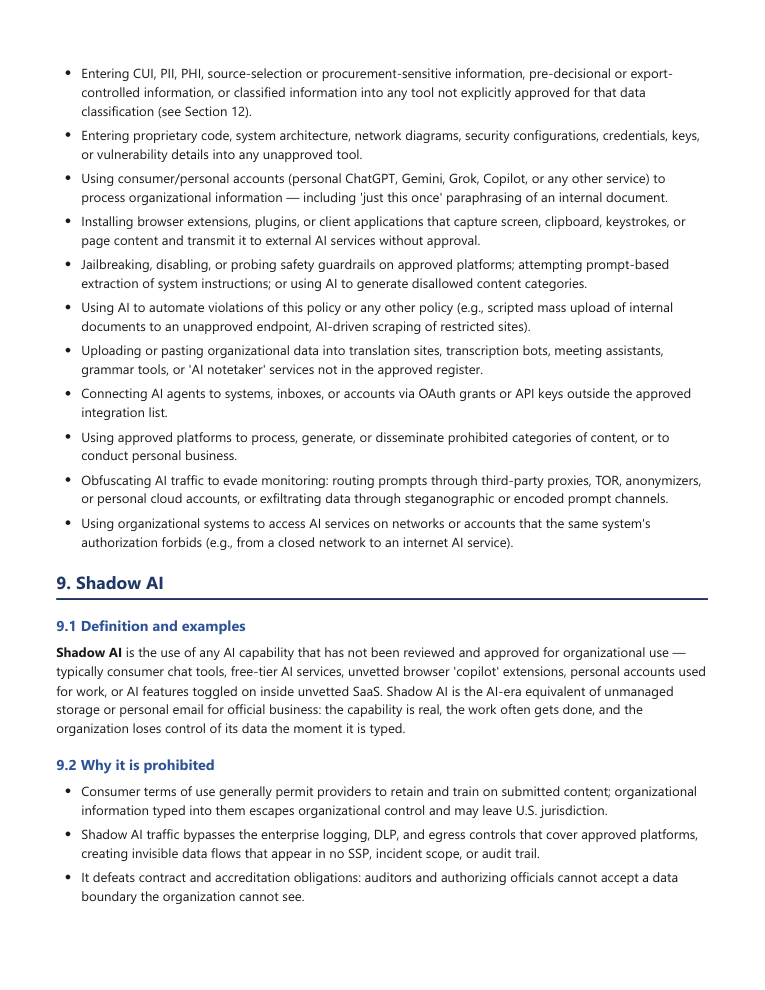 • Entering CUI, PII, PHI, source-selection or procurement-sensitive information, pre-decisional or export-
controlled information, or classified information into any tool not explicitly approved for that data
classification (see Section 12).
• Entering proprietary code, system architecture, network diagrams, security configurations, credentials, keys,
or vulnerability details into any unapproved tool.
• Using consumer/personal accounts (personal ChatGPT, Gemini, Grok, Copilot, or any other service) to
process organizational information — including 'just this once' paraphrasing of an internal document.
• Installing browser extensions, plugins, or client applications that capture screen, clipboard, keystrokes, or
page content and transmit it to external AI services without approval.
• Jailbreaking, disabling, or probing safety guardrails on approved platforms; attempting prompt-based
extraction of system instructions; or using AI to generate disallowed content categories.
• Using AI to automate violations of this policy or any other policy (e.g., scripted mass upload of internal
documents to an unapproved endpoint, AI-driven scraping of restricted sites).
• Uploading or pasting organizational data into translation sites, transcription bots, meeting assistants,
grammar tools, or 'AI notetaker' services not in the approved register.
• Connecting AI agents to systems, inboxes, or accounts via OAuth grants or API keys outside the approved
integration list.
• Using approved platforms to process, generate, or disseminate prohibited categories of content, or to
conduct personal business.
• Obfuscating AI traffic to evade monitoring: routing prompts through third-party proxies, TOR, anonymizers,
or personal cloud accounts, or exfiltrating data through steganographic or encoded prompt channels.
• Using organizational systems to access AI services on networks or accounts that the same system's
authorization forbids (e.g., from a closed network to an internet AI service).
9. Shadow AI
9.1 Definition and examples
Shadow AI is the use of any AI capability that has not been reviewed and approved for organizational use —
typically consumer chat tools, free-tier AI services, unvetted browser 'copilot' extensions, personal accounts used
for work, or AI features toggled on inside unvetted SaaS. Shadow AI is the AI-era equivalent of unmanaged
storage or personal email for official business: the capability is real, the work often gets done, and the
organization loses control of its data the moment it is typed.
9.2 Why it is prohibited
• Consumer terms of use generally permit providers to retain and train on submitted content; organizational
information typed into them escapes organizational control and may leave U.S. jurisdiction.
• Shadow AI traffic bypasses the enterprise logging, DLP, and egress controls that cover approved platforms,
creating invisible data flows that appear in no SSP, incident scope, or audit trail.
• It defeats contract and accreditation obligations: auditors and authorizing officials cannot accept a data
boundary the organization cannot see.